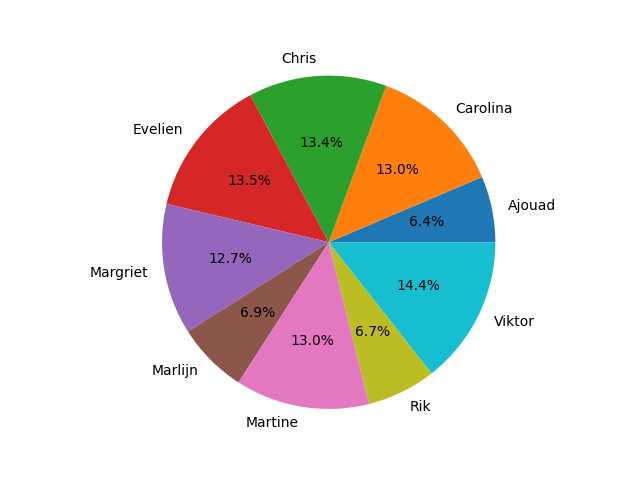 Chris
Carolina
Evelien
13.4%
13.0%
13.5%
Ajouad
6.4%
12.7%
Margriet
14.4%
6.9%
Viktor
6.7%
13.0%
Marlijn
Rik
Martine